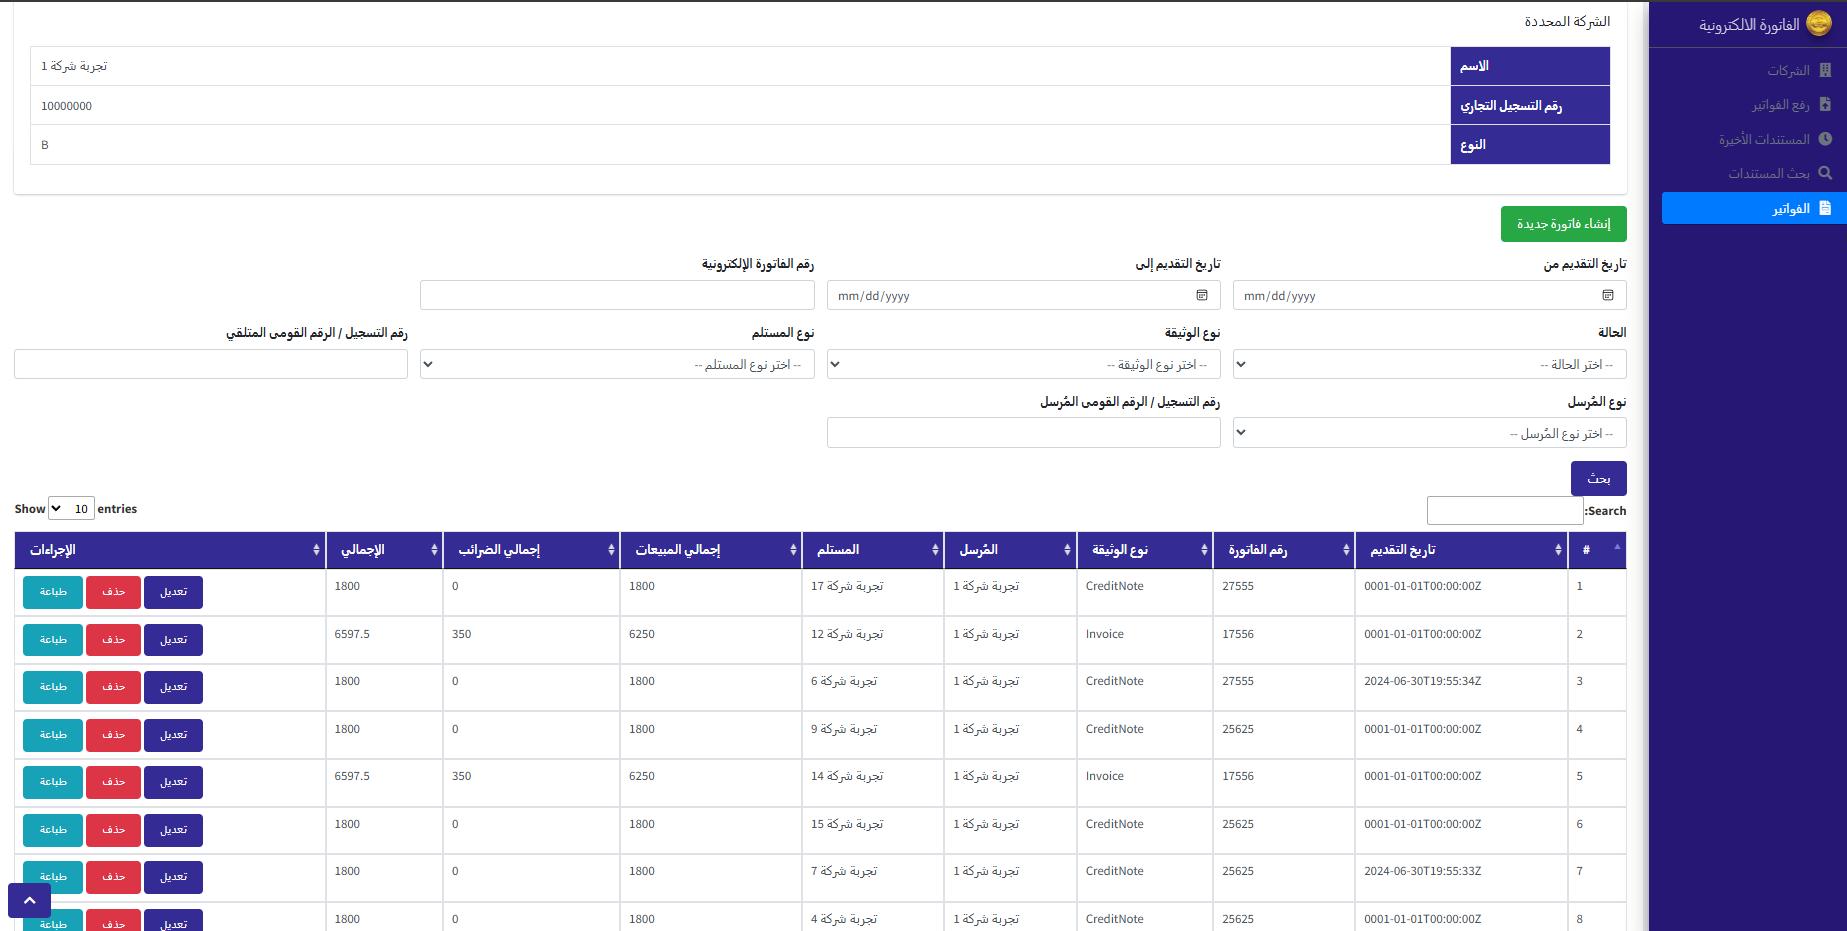 الفاتورة الالكترونية
الشركات
رفع الفواتير
المستندات الأخيرة
بحث المستندات
الفواتير
الشركة المحددة
الاسم تجربة شركة 1
رقم التسجيل التجاري 10000000
النوع B
إنشاء فاتورة جديدة
تاريخ التقديم من تاريخ التقديم إلى رقم الفاتورة الإلكترونية
mm/dd/yyyy mm/dd/yyyy
الحالة نوع الوثيقة نوع المستلم رقم التسجيل / الرقم القومى المتلقي
-- اختر الحالة -- -- اختر نوع الوثيقة -- -- اختر نوع المستلم --
نوع المُرسل رقم التسجيل / الرقم القومى المُرسل
-- اختر نوع المُرسل --
بحث
Search:
Show 10 entries
# تاريخ التقديم رقم الفاتورة نوع الوثيقة المُرسل المستلم إجمالي المبيعات إجمالي الضرائب الإجمالي الإجراءات
1 0001-01-01T00:00:00Z 27555 CreditNote تجربة شركة 1 تجربة شركة 17 1800 0 1800 تعديل حذف طباعة
2 0001-01-01T00:00:00Z 17556 Invoice تجربة شركة 1 تجربة شركة 12 6250 350 6597.5 تعديل حذف طباعة
3 2024-06-30T19:55:34Z 27555 CreditNote تجربة شركة 1 تجربة شركة 6 1800 0 1800 تعديل حذف طباعة
4 0001-01-01T00:00:00Z 25625 CreditNote تجربة شركة 1 تجربة شركة 9 1800 0 1800 تعديل حذف طباعة
5 0001-01-01T00:00:00Z 17556 Invoice تجربة شركة 1 تجربة شركة 14 6250 350 6597.5 تعديل حذف طباعة
6 0001-01-01T00:00:00Z 25625 CreditNote تجربة شركة 1 تجربة شركة 15 1800 0 1800 تعديل حذف طباعة
7 2024-06-30T19:55:33Z 25625 CreditNote تجربة شركة 1 تجربة شركة 7 1800 0 1800 تعديل حذف طباعة
8 0001-01-01T00:00:00Z 25625 CreditNote تجربة شركة 1 تجربة شركة 4 1800 0 1800 تعديل حذف طباعة